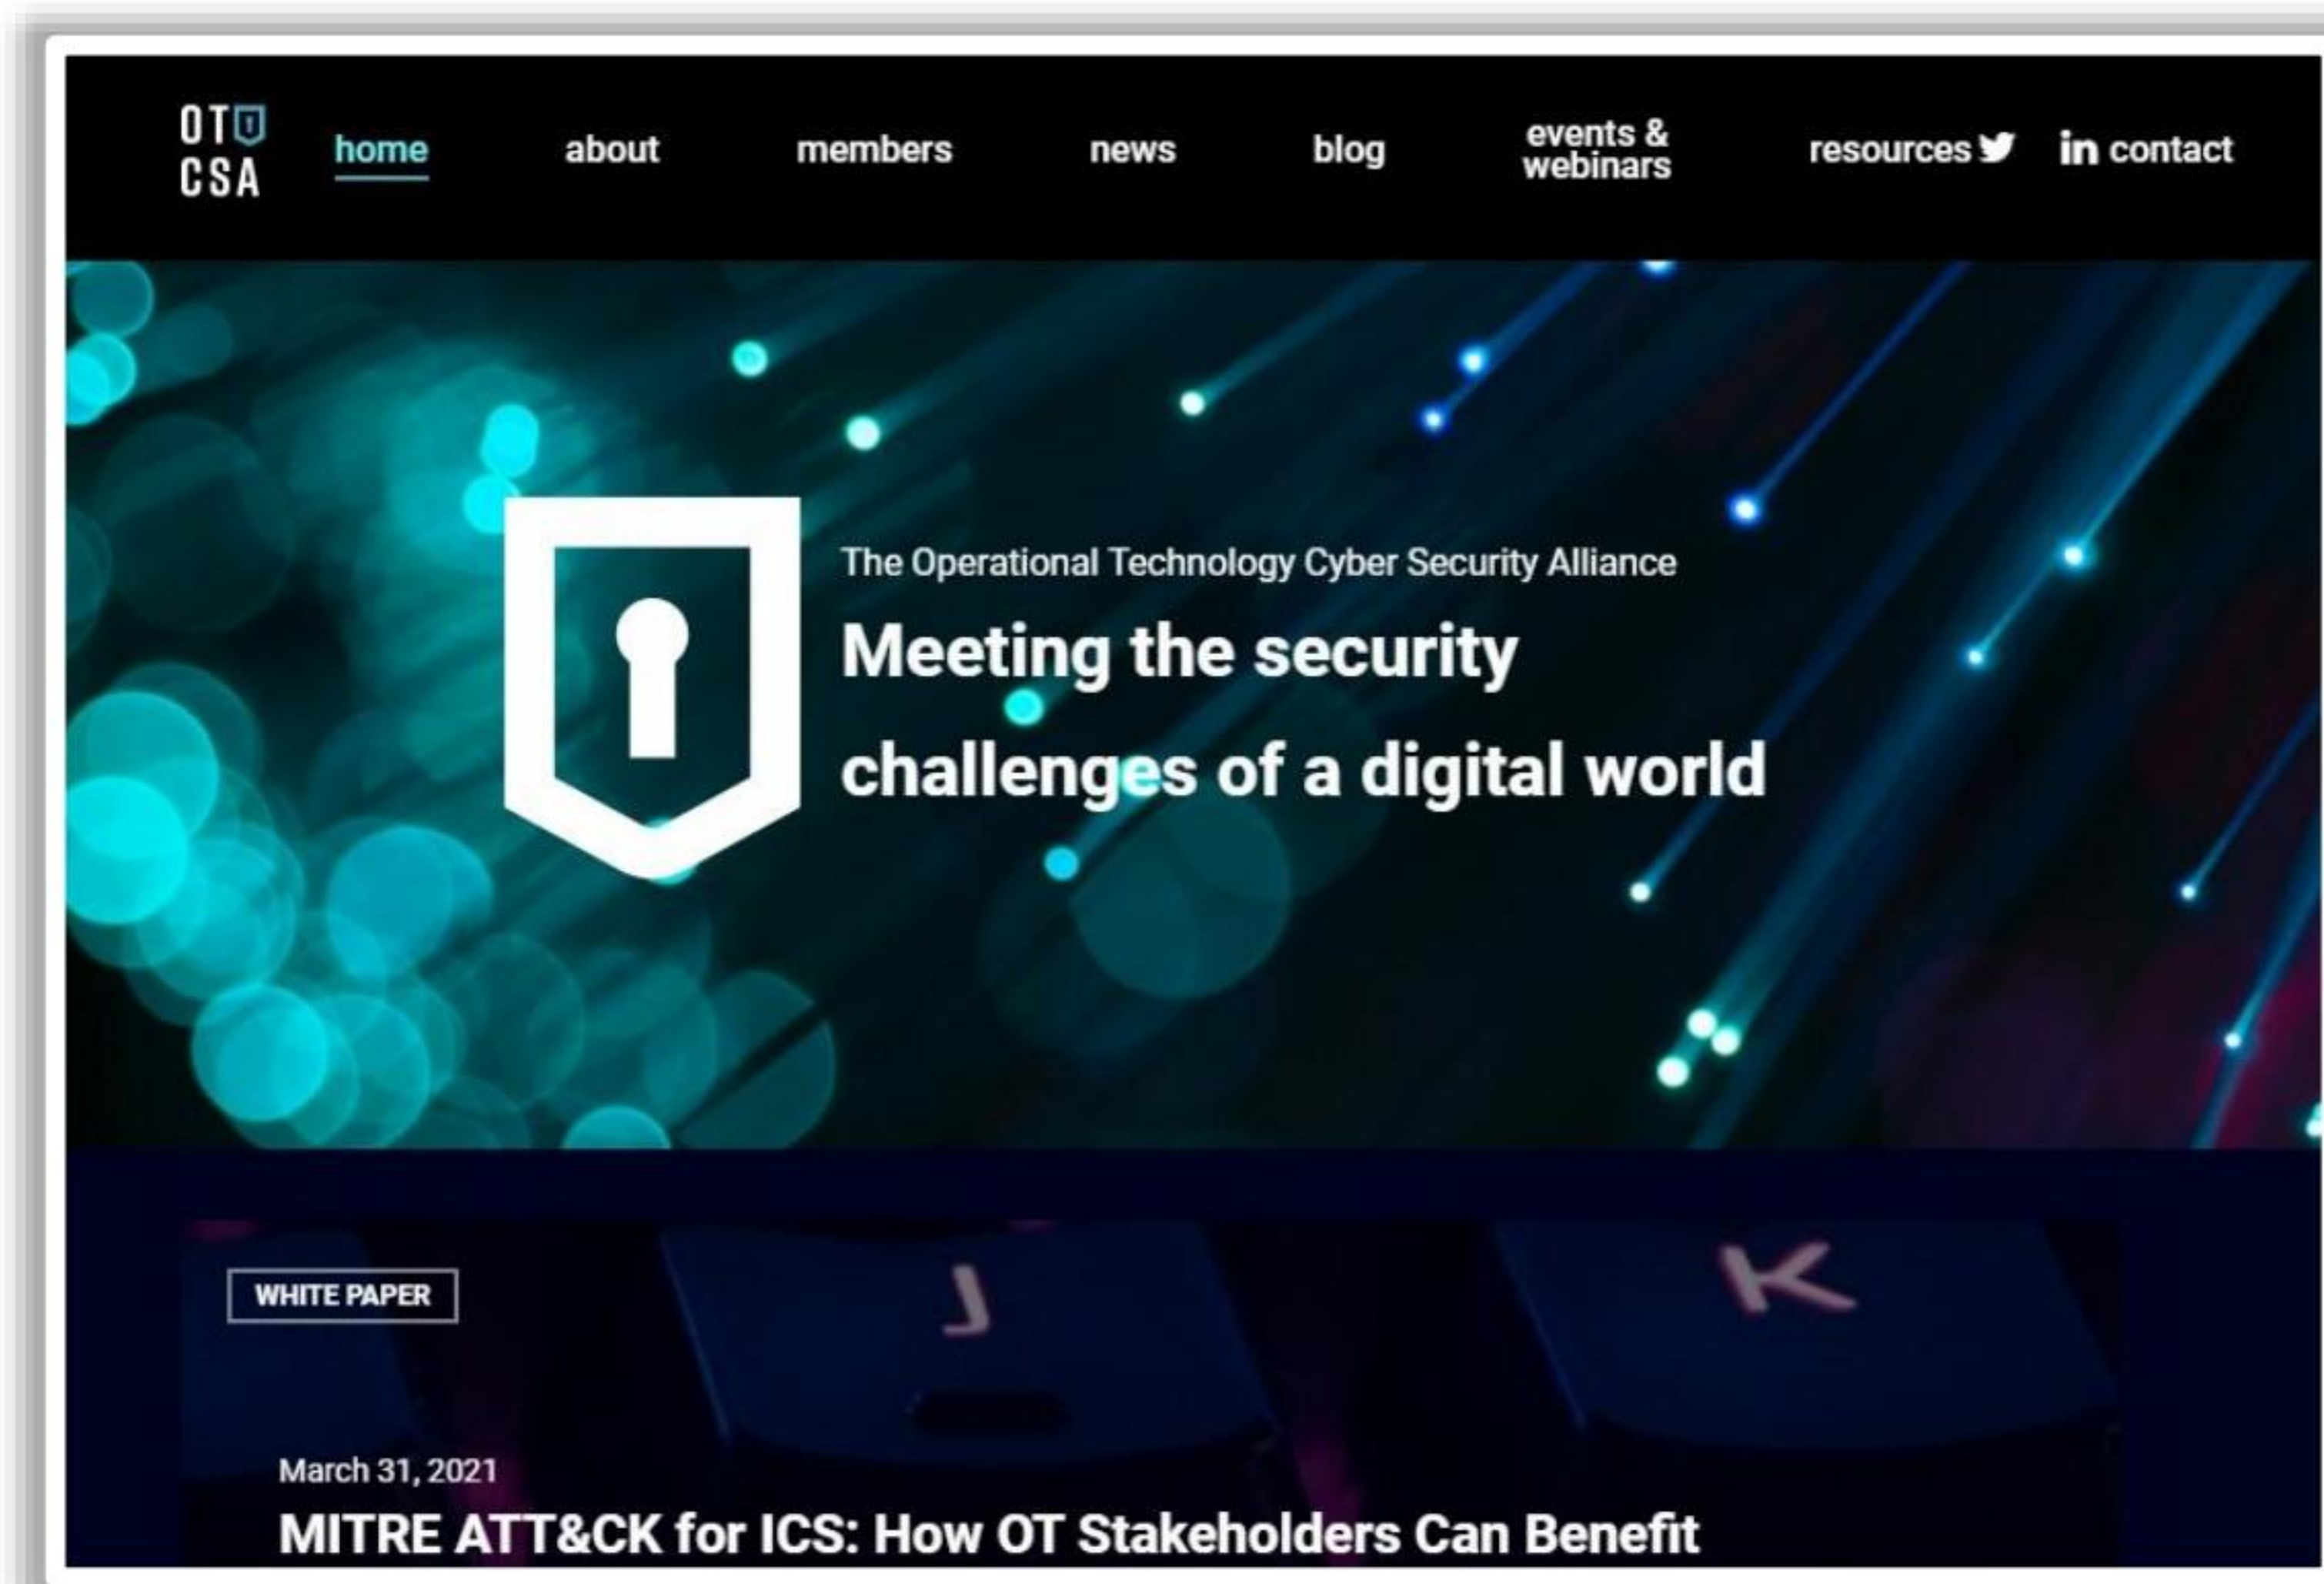 OT
CSA
home
about
members
news
blog
events &
webinars
resources
in contact
The Operational Technology Cyber Security Alliance
Meeting the security
challenges of a digital world
WHITE PAPER
J
K
March 31, 2021
MITRE ATT&CK for ICS: How OT Stakeholders Can Benefit